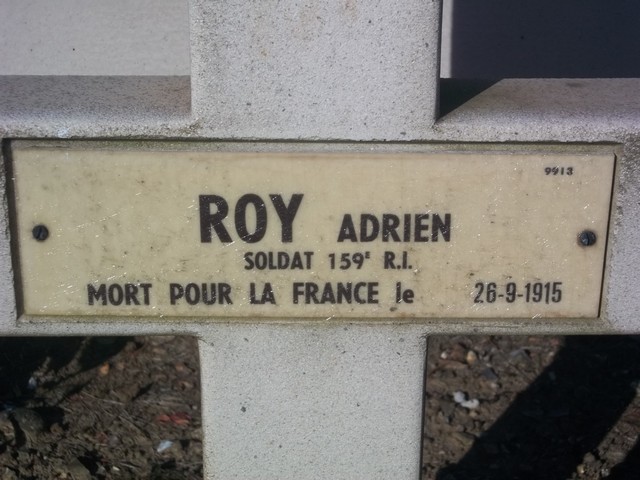 9913
ROY ADRIEN
SOLDAT 159E R.I.
MORT POUR LA FRANCE le 26-9-1915